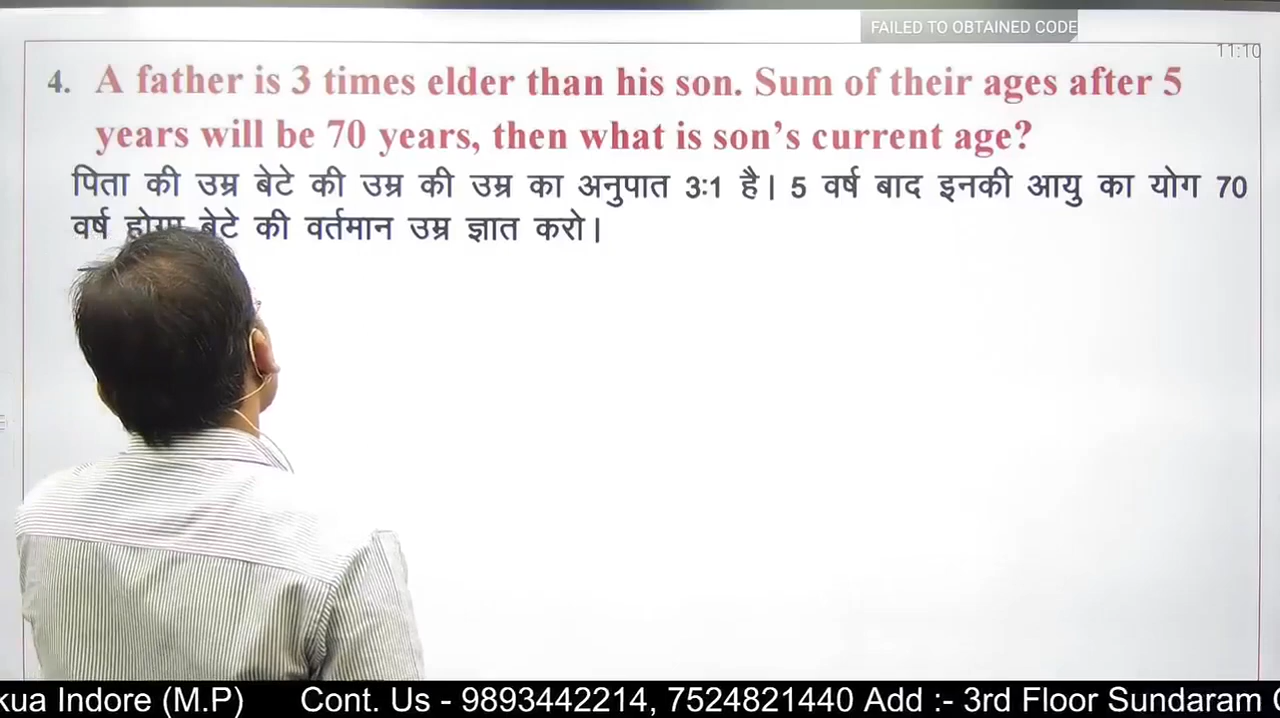 FAILED TO OBTAINED CODE
11:10
4. A father is 3 times elder than his son. Sum of their ages after 5
years will be 70 years, then what is son's current age?
पिता की उम्र बेटे की उम्र की उम्र का अनुपात 3:1 है। 5 वर्ष बाद इनकी आयु का योग 70
वर्ष होगा बेटे की वर्तमान उम्र ज्ञात करो।
kua Indore (M.P) Cont. Us - 9893442214, 7524821440 Add :- 3rd Floor Sundaram